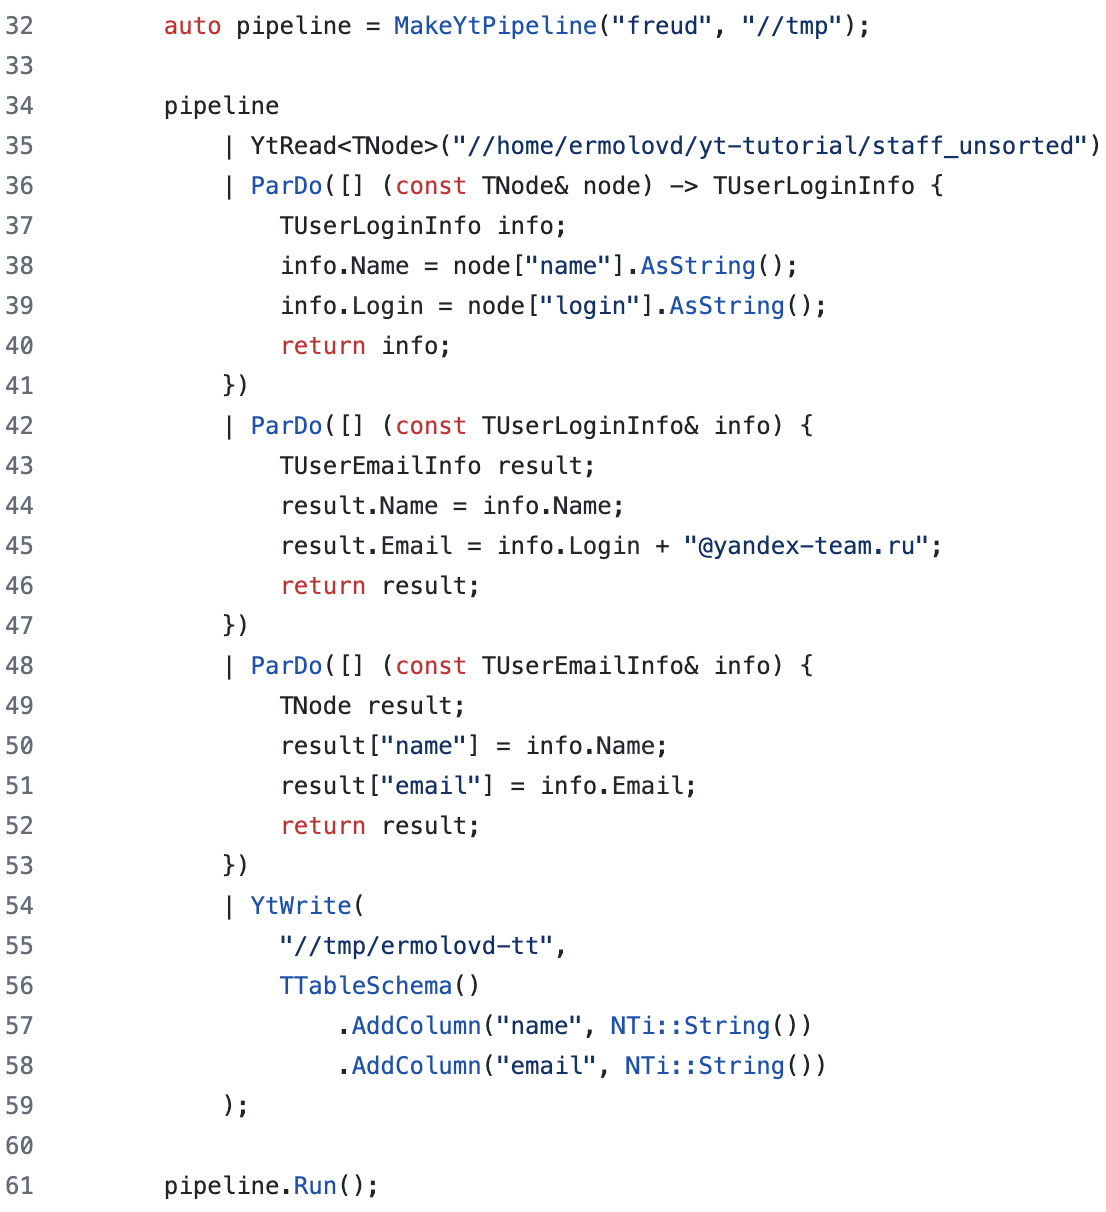 32 auto pipeline = MakeYtPipeline("freud", "//tmp");
33
34 pipeline
35 | YtRead<TNode>("//home/ermolovd/yt-tutorial/staff_unsorted")
36 | ParDo([] (const TNode& node) -> TUserLoginInfo {
37 TUserLoginInfo info;
38 info.Name = node["name"].AsString();
39 info.Login = node["login"].AsString();
40 return info;
41 })
42 | ParDo([] (const TUserLoginInfo& info) {
43 TUserEmailInfo result;
44 result.Name = info.Name;
45 result.Email = info.Login + "@yandex-team.ru";
46 return result;
47 })
48 | ParDo([] (const TUserEmailInfo& info) {
49 TNode result;
50 result["name"] = info.Name;
51 result["email"] = info.Email;
52 return result;
53 })
54 | YtWrite(
55 "//tmp/ermolovd-tt",
56 TTableSchema()
57 .AddColumn("name", NTi::String())
58 .AddColumn("email", NTi::String())
59 );
60
61 pipeline.Run();